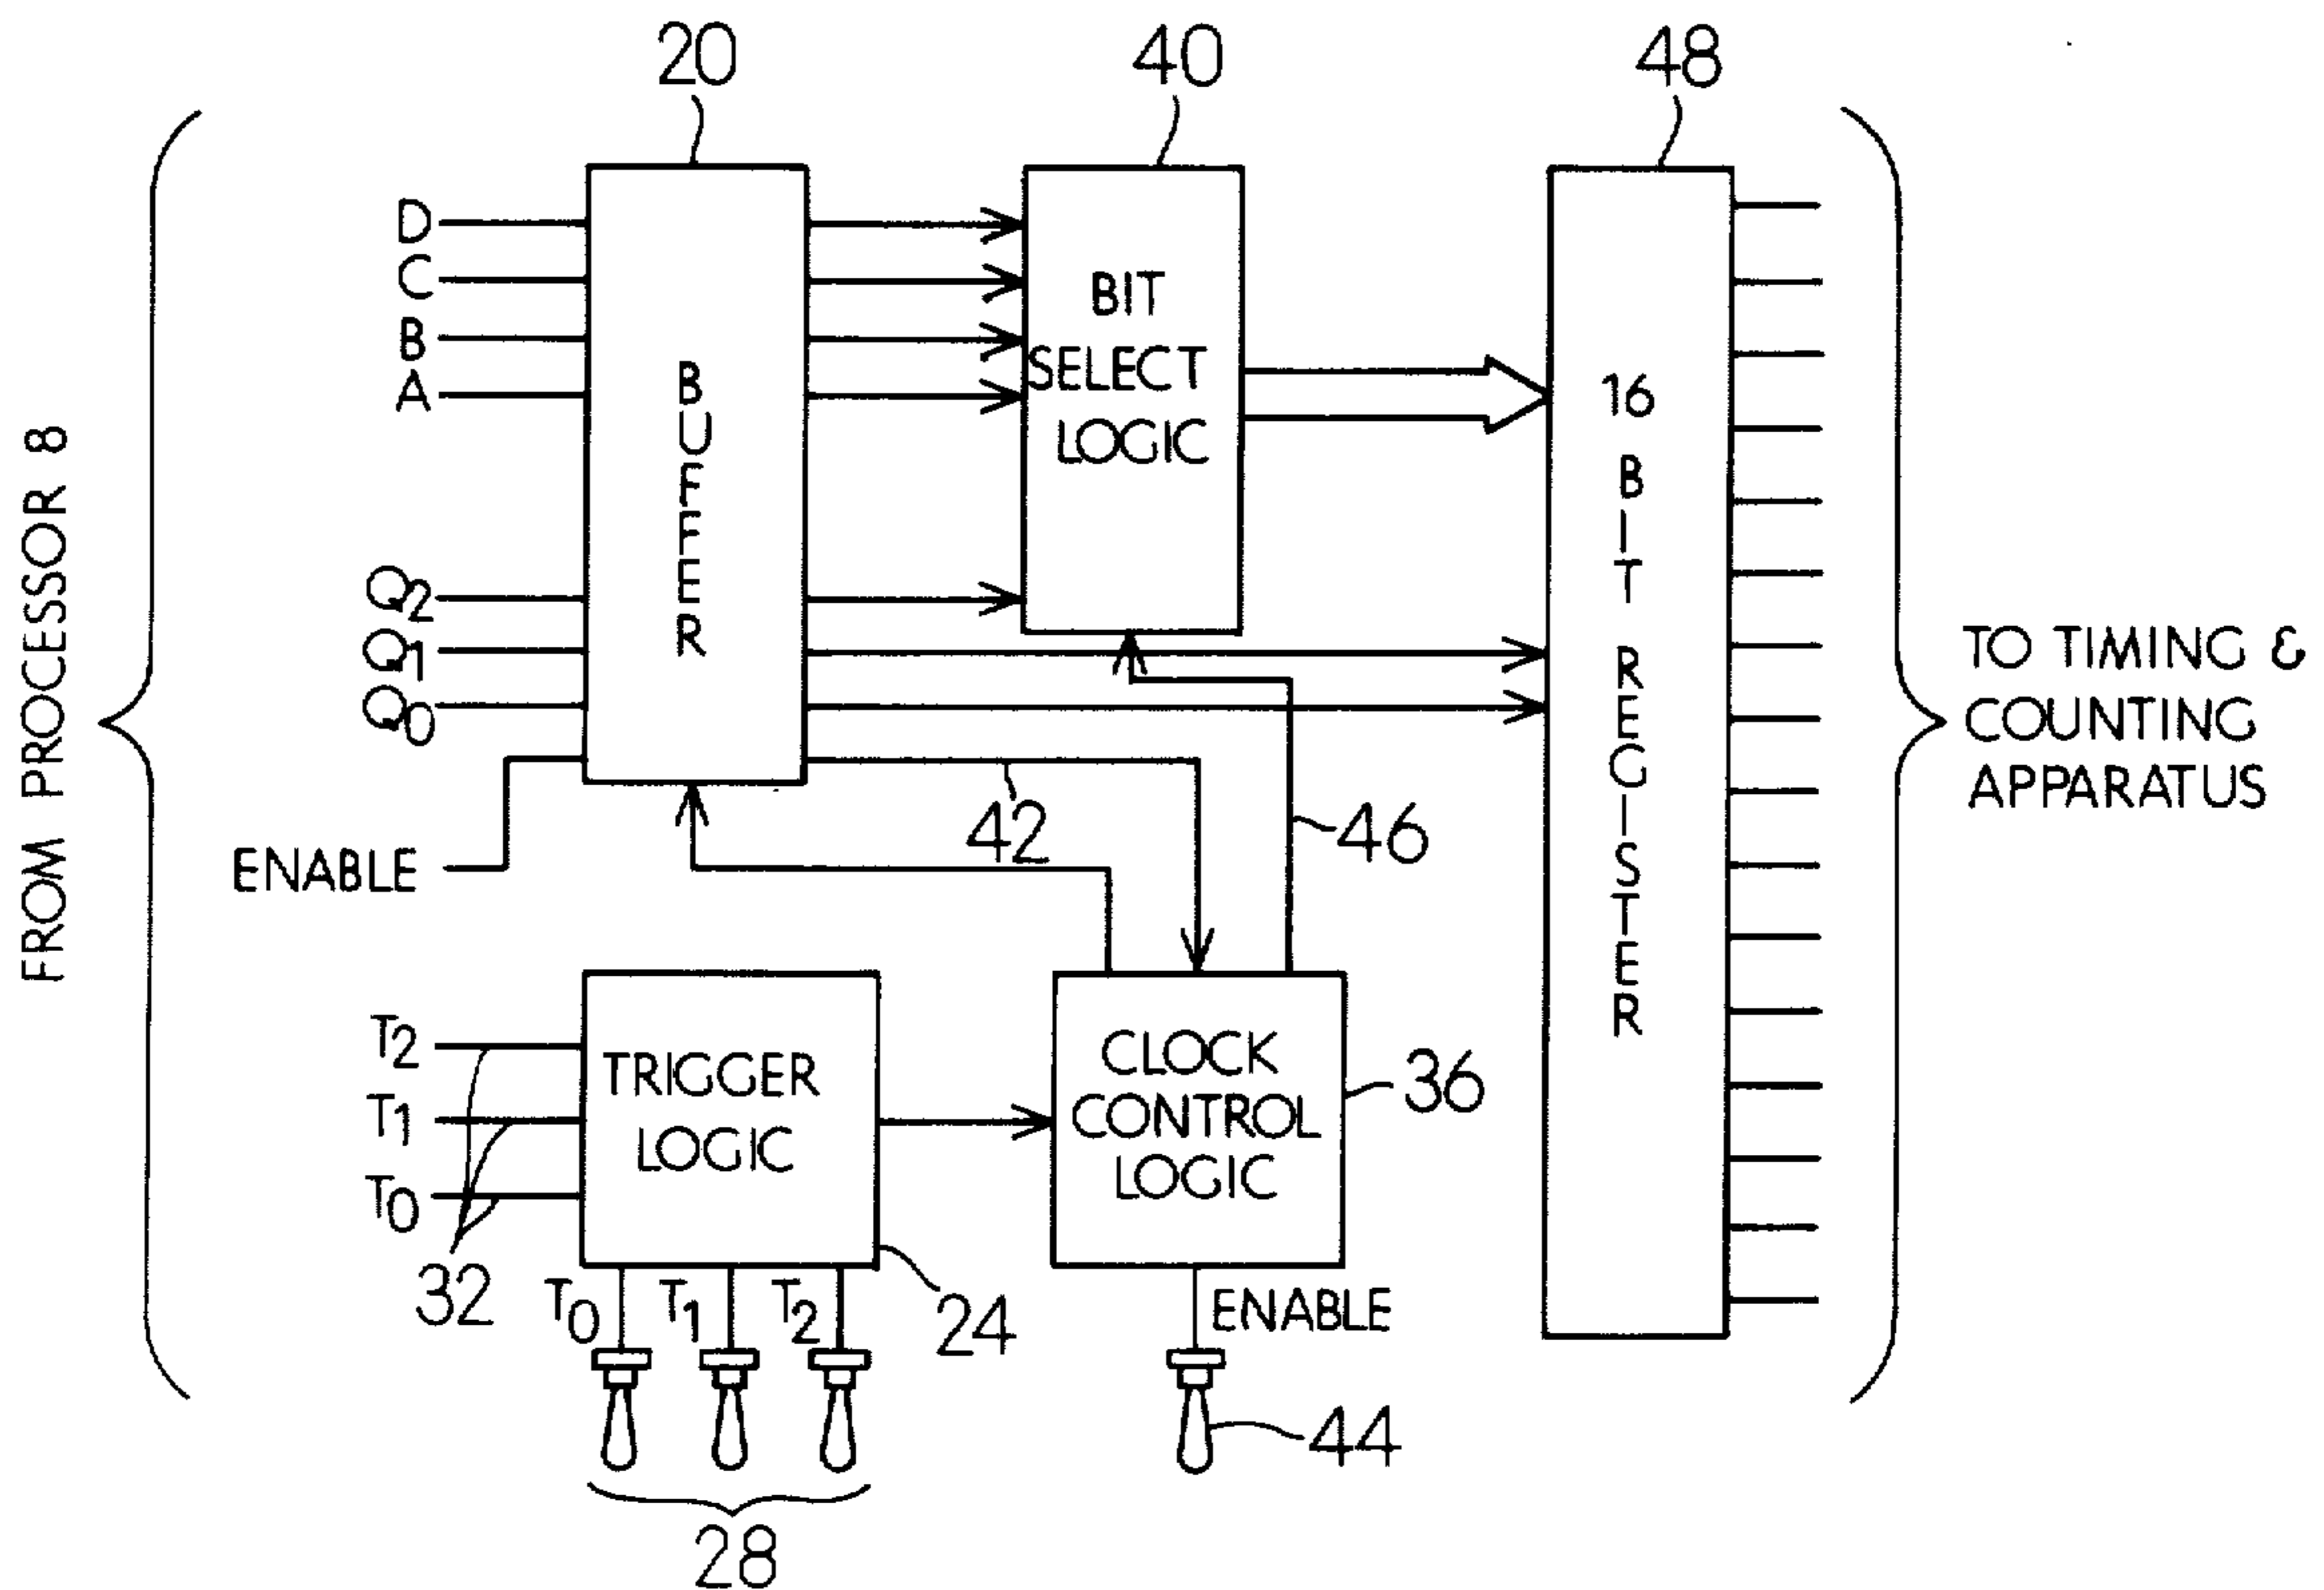 20
40
48
D
C
B
A
BUFFER
BIT
SELECT
LOGIC
16
BIT
REGISTER
FROM PROCESSOR 8
Q2
Q1
Q0
TO TIMING &
COUNTING
APPARATUS
42
46
ENABLE
T2
T1
T0
TRIGGER
LOGIC
CLOCK
CONTROL
LOGIC
36
32
T0
T1
T2
24
ENABLE
44
28